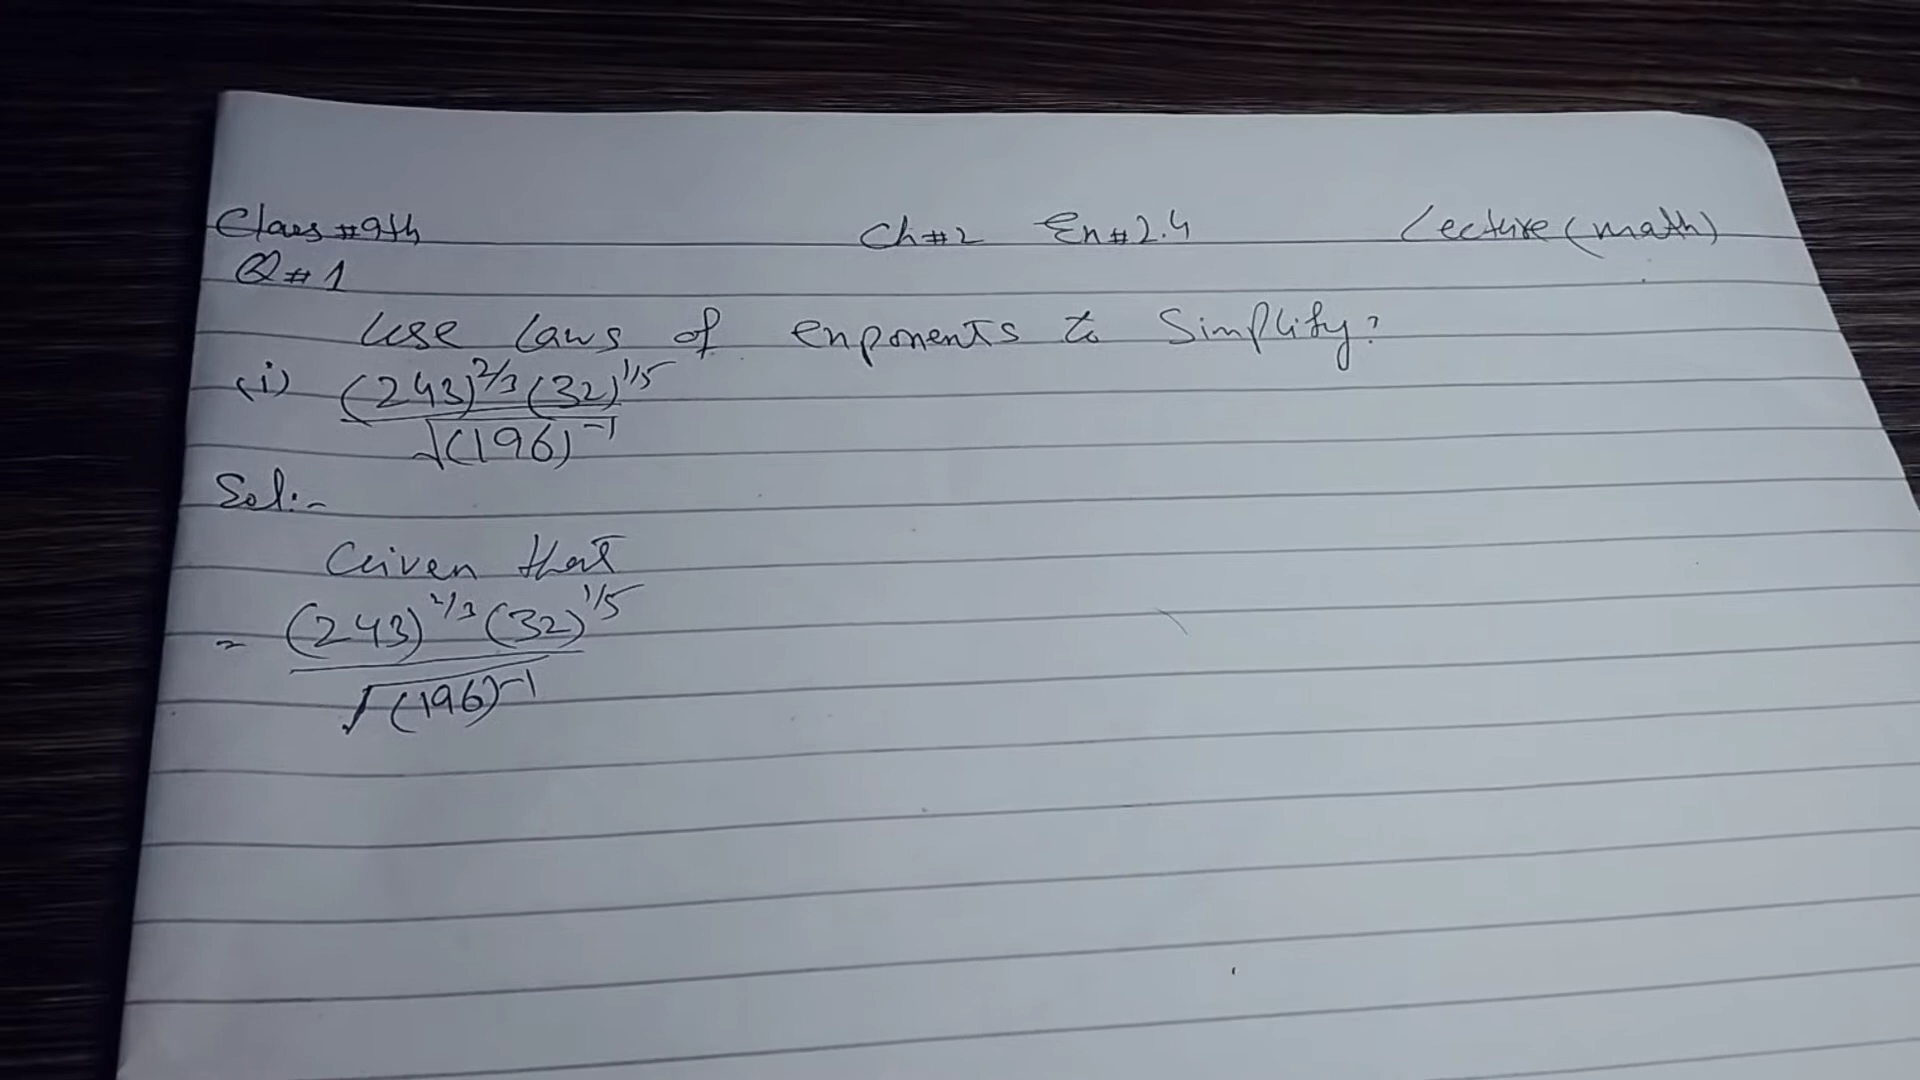 Class #9th Ch#2 Ex#2.4 Lecture (math)
Q#1
Use Laws of exponents to Simplify?
(i) (243)^2/3 (32)^1/5
√(196)^-1
Sol:-
Given that
= (243)^2/3 (32)^1/5
√(196)^-1